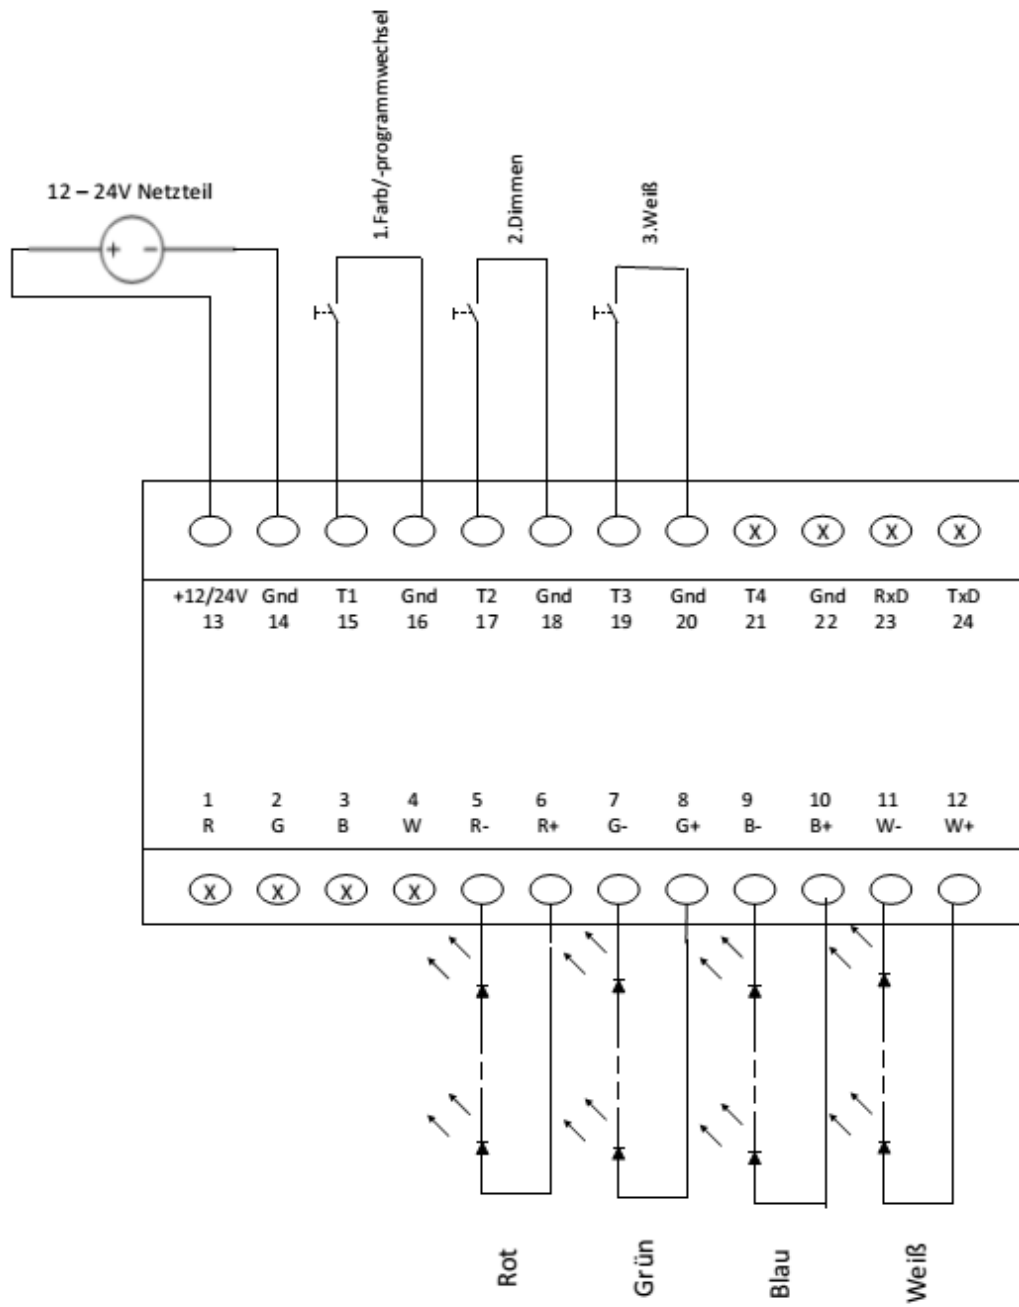 1.Farb/-programmwechsel
2.Dimmen
3.Weiß
12 – 24V Netzteil
+ −
X X X X
+12/24V Gnd T1 Gnd T2 Gnd T3 Gnd T4 Gnd RxD TxD
13 14 15 16 17 18 19 20 21 22 23 24
1 2 3 4 5 6 7 8 9 10 11 12
R G B W R- R+ G- G+ B- B+ W- W+
X X X X
Rot
Grün
Blau
Weiß